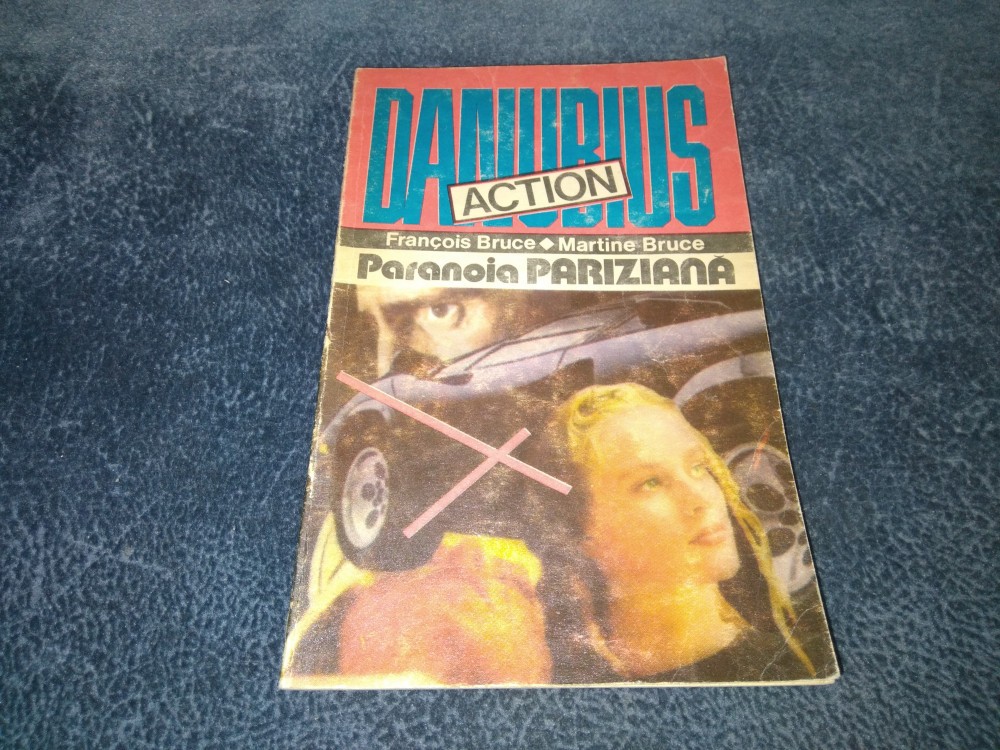 DANUBIUS
ACTION
François Bruce ◆ Martine Bruce
Paranoia PARIZIANĂ